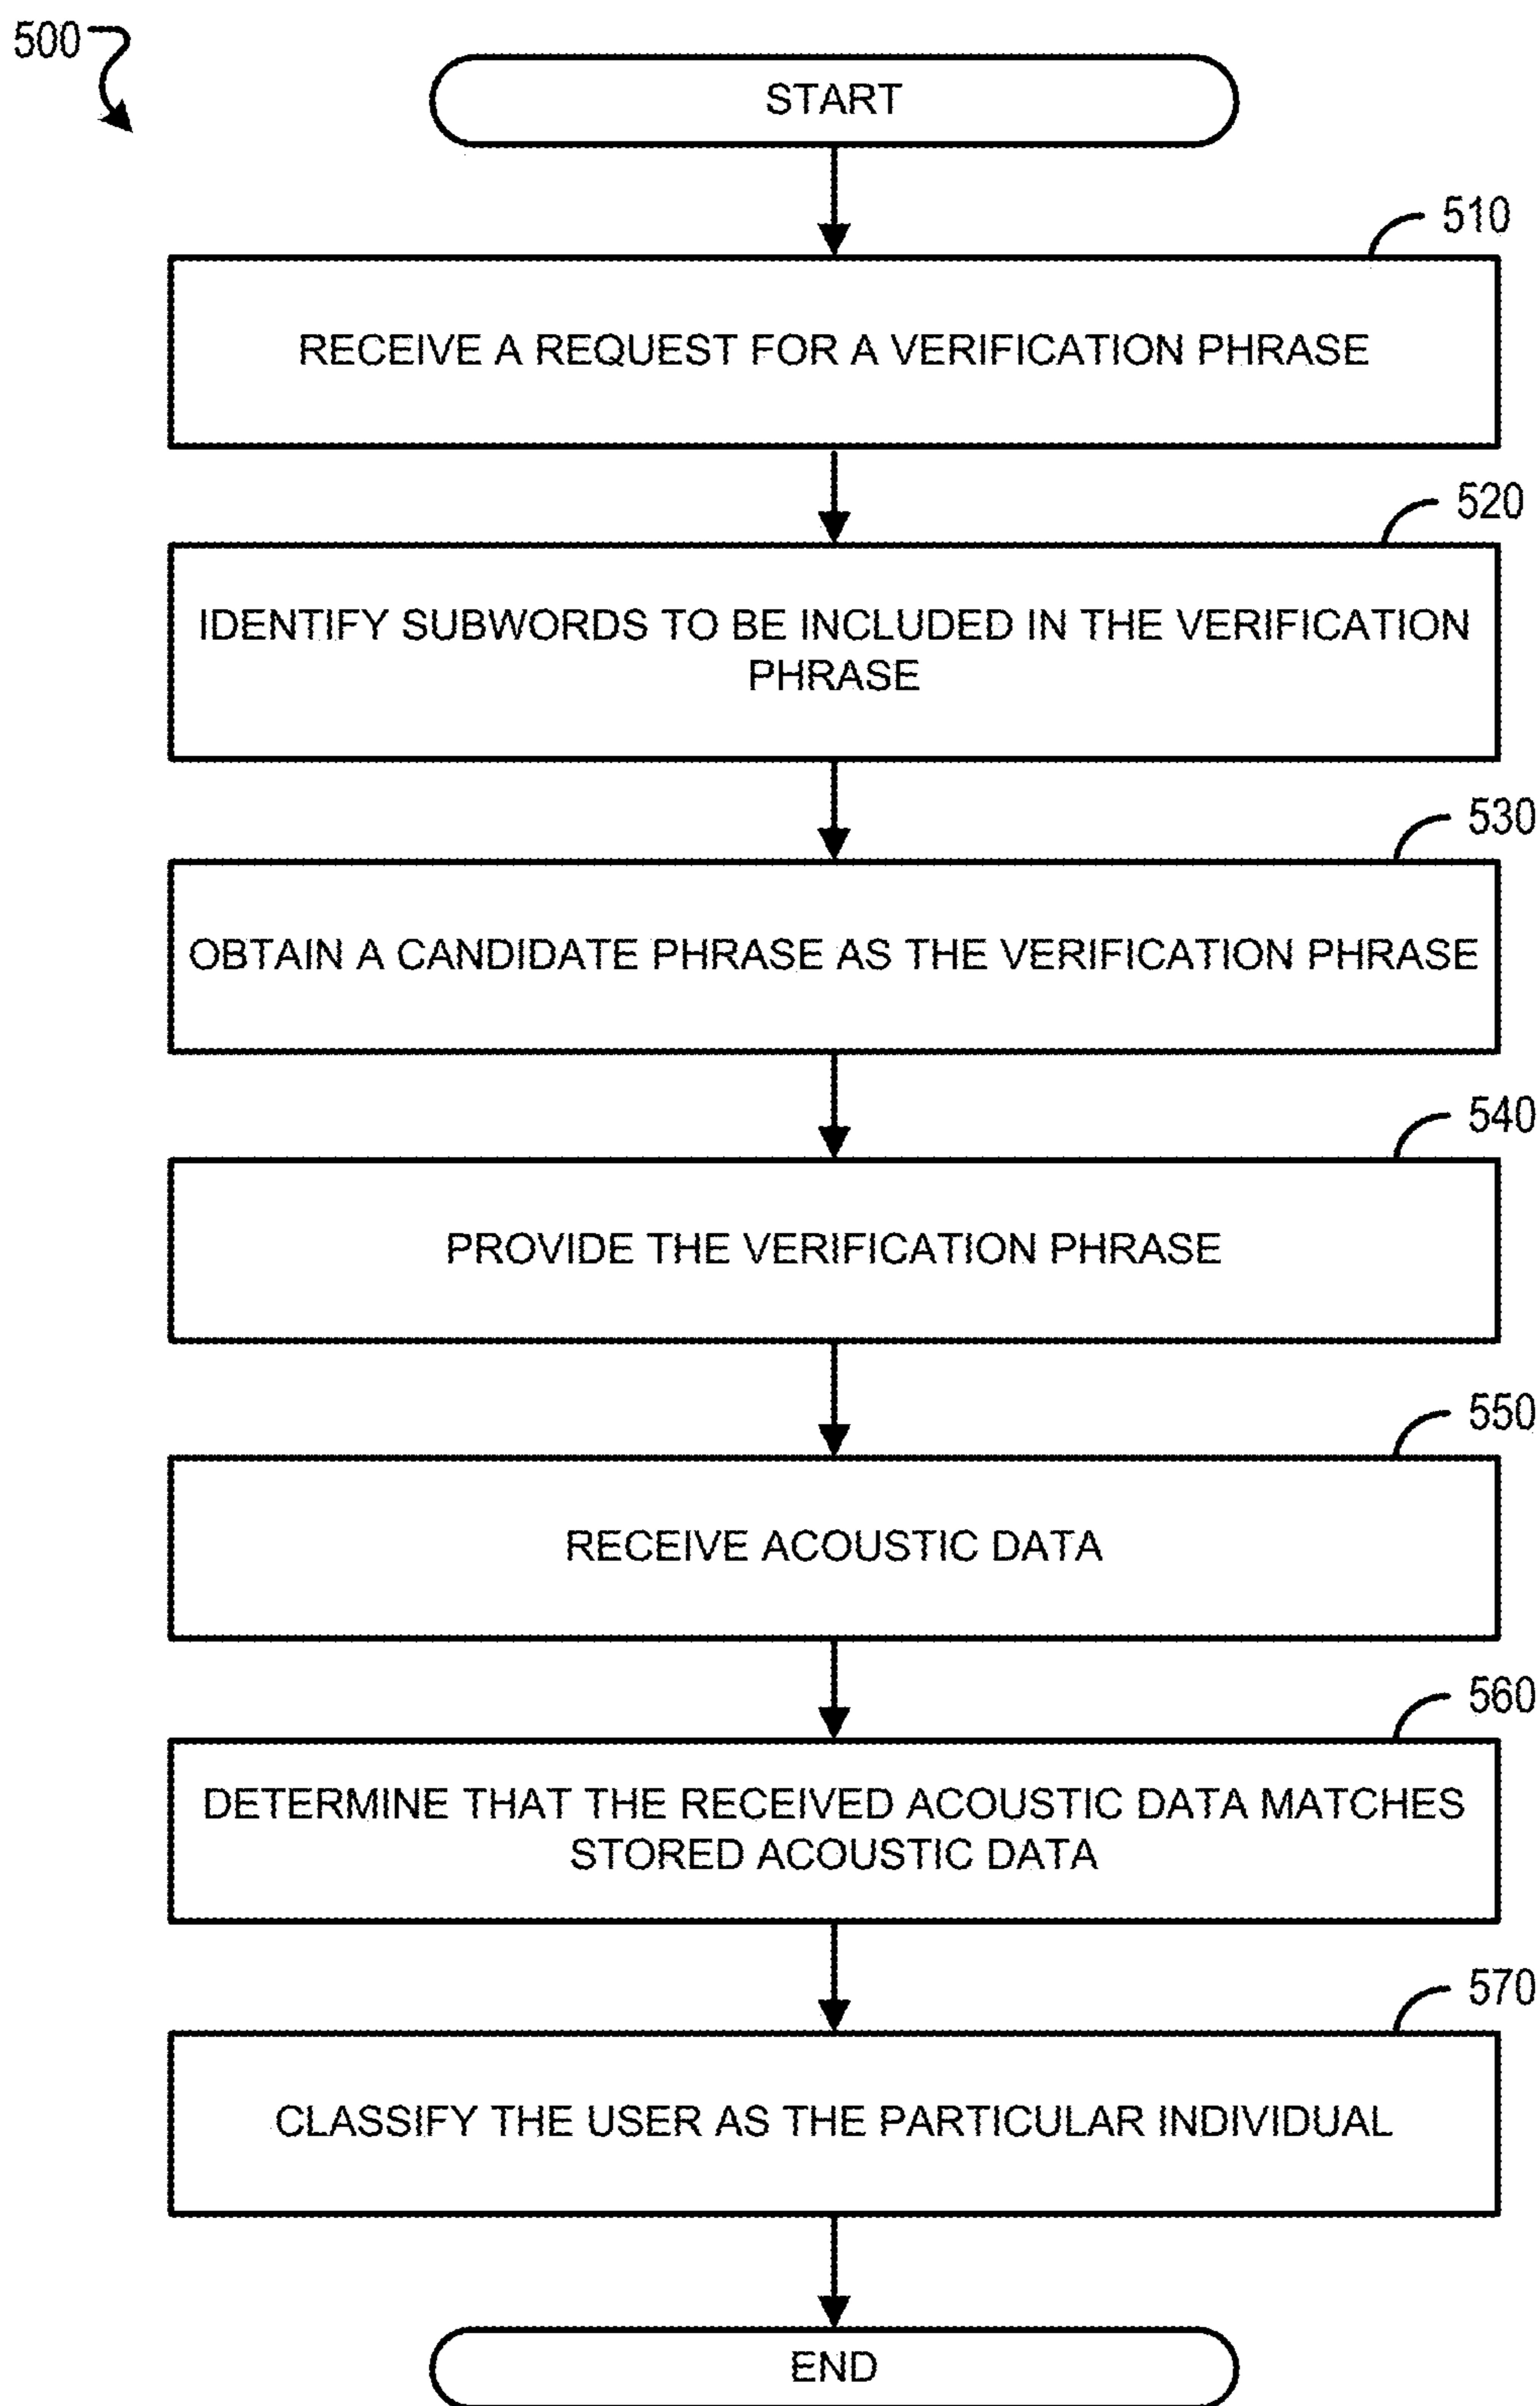 500
START
510
RECEIVE A REQUEST FOR A VERIFICATION PHRASE
520
IDENTIFY SUBWORDS TO BE INCLUDED IN THE VERIFICATION
PHRASE
530
OBTAIN A CANDIDATE PHRASE AS THE VERIFICATION PHRASE
540
PROVIDE THE VERIFICATION PHRASE
550
RECEIVE ACOUSTIC DATA
560
DETERMINE THAT THE RECEIVED ACOUSTIC DATA MATCHES
STORED ACOUSTIC DATA
570
CLASSIFY THE USER AS THE PARTICULAR INDIVIDUAL
END